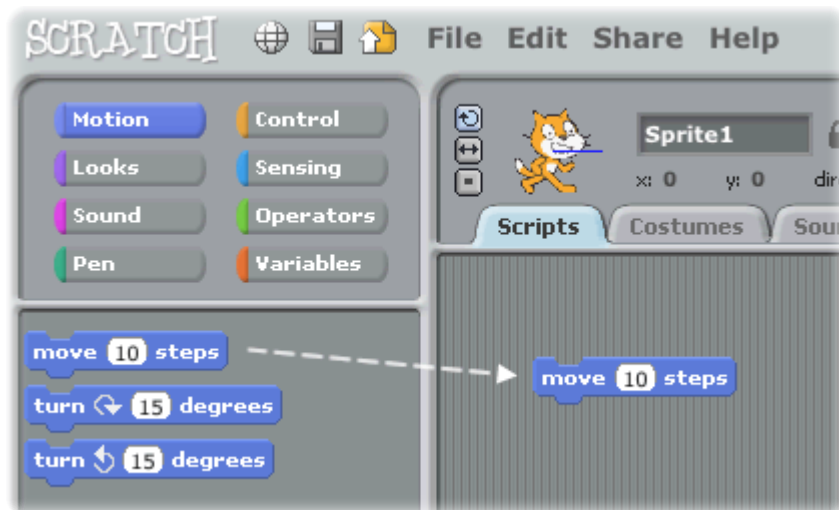 SCRATCH File Edit Share Help
Motion Control
Looks Sensing
Sound Operators
Pen Variables
Sprite1
x: 0 y: 0
Scripts Costumes
move 10 steps
turn 15 degrees
turn 15 degrees
move 10 steps